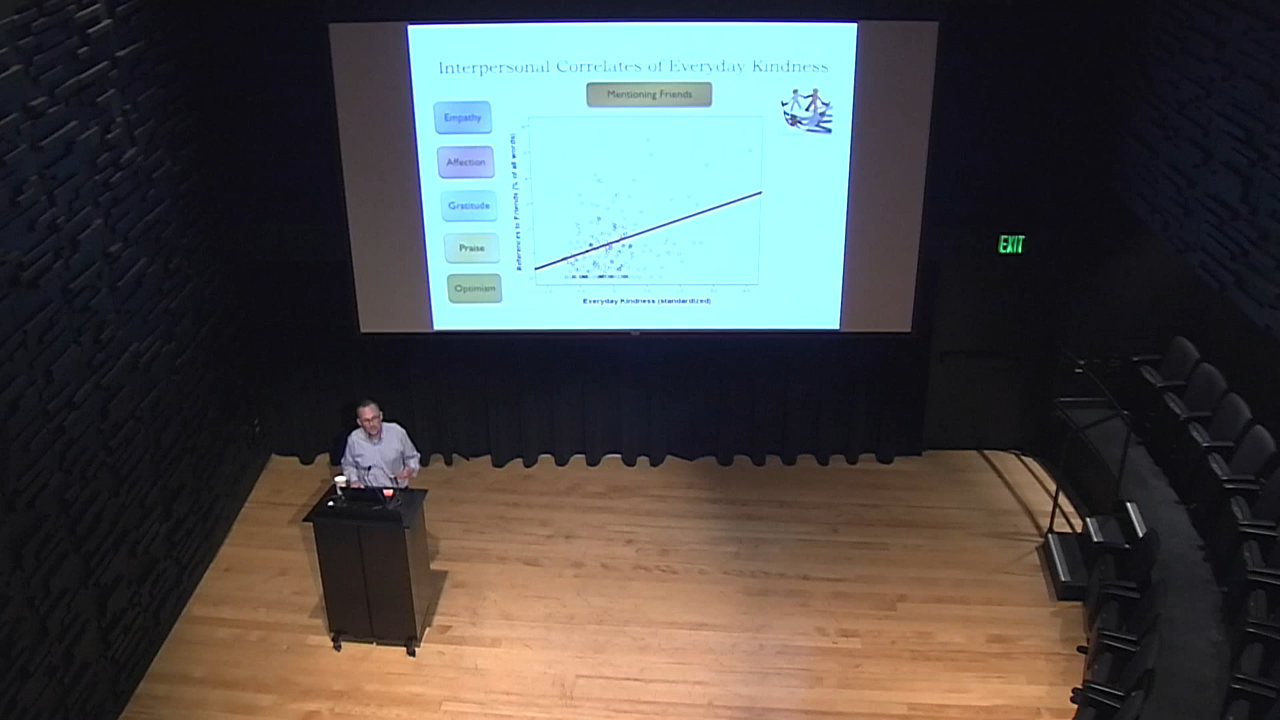 Interpersonal Correlates of Everyday Kindness
Mentioning Friends
Empathy
Affection
Gratitude
Praise
Optimism
References to Friends (% of all words)
Everyday Kindness (standardized)
EXIT